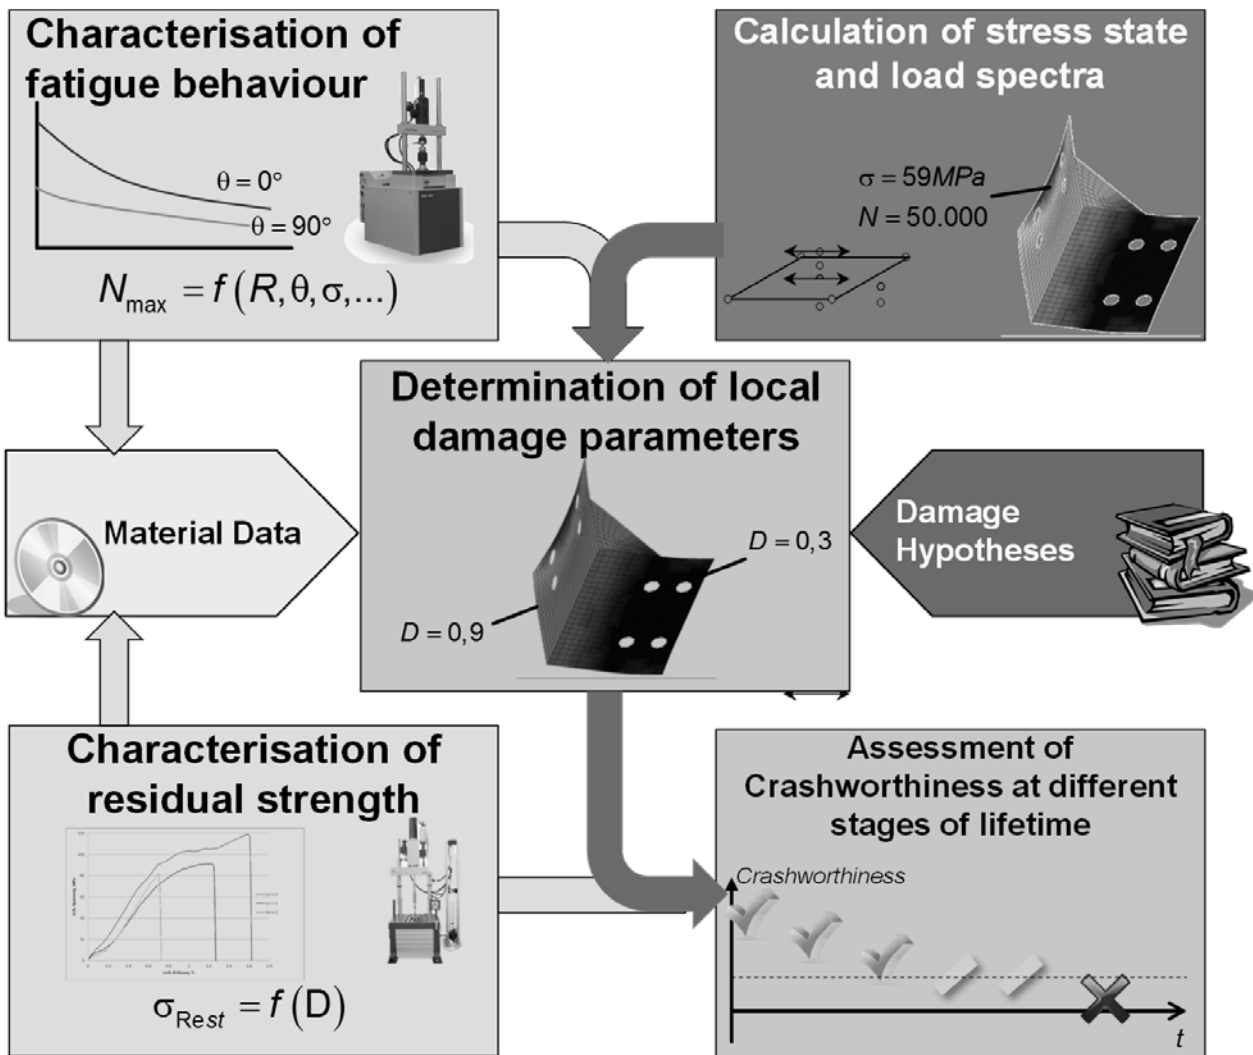 Characterisation of
fatigue behaviour
θ = 0°
θ = 90°
N max = f ( R, θ, σ, ... )
Calculation of stress state
and load spectra
σ = 59MPa
N = 50.000
Determination of local
damage parameters
D = 0,3
D = 0,9
Material Data
Damage
Hypotheses
Characterisation of
residual strength
σ Rest = f (D)
Assessment of
Crashworthiness at different
stages of lifetime
Crashworthiness
t